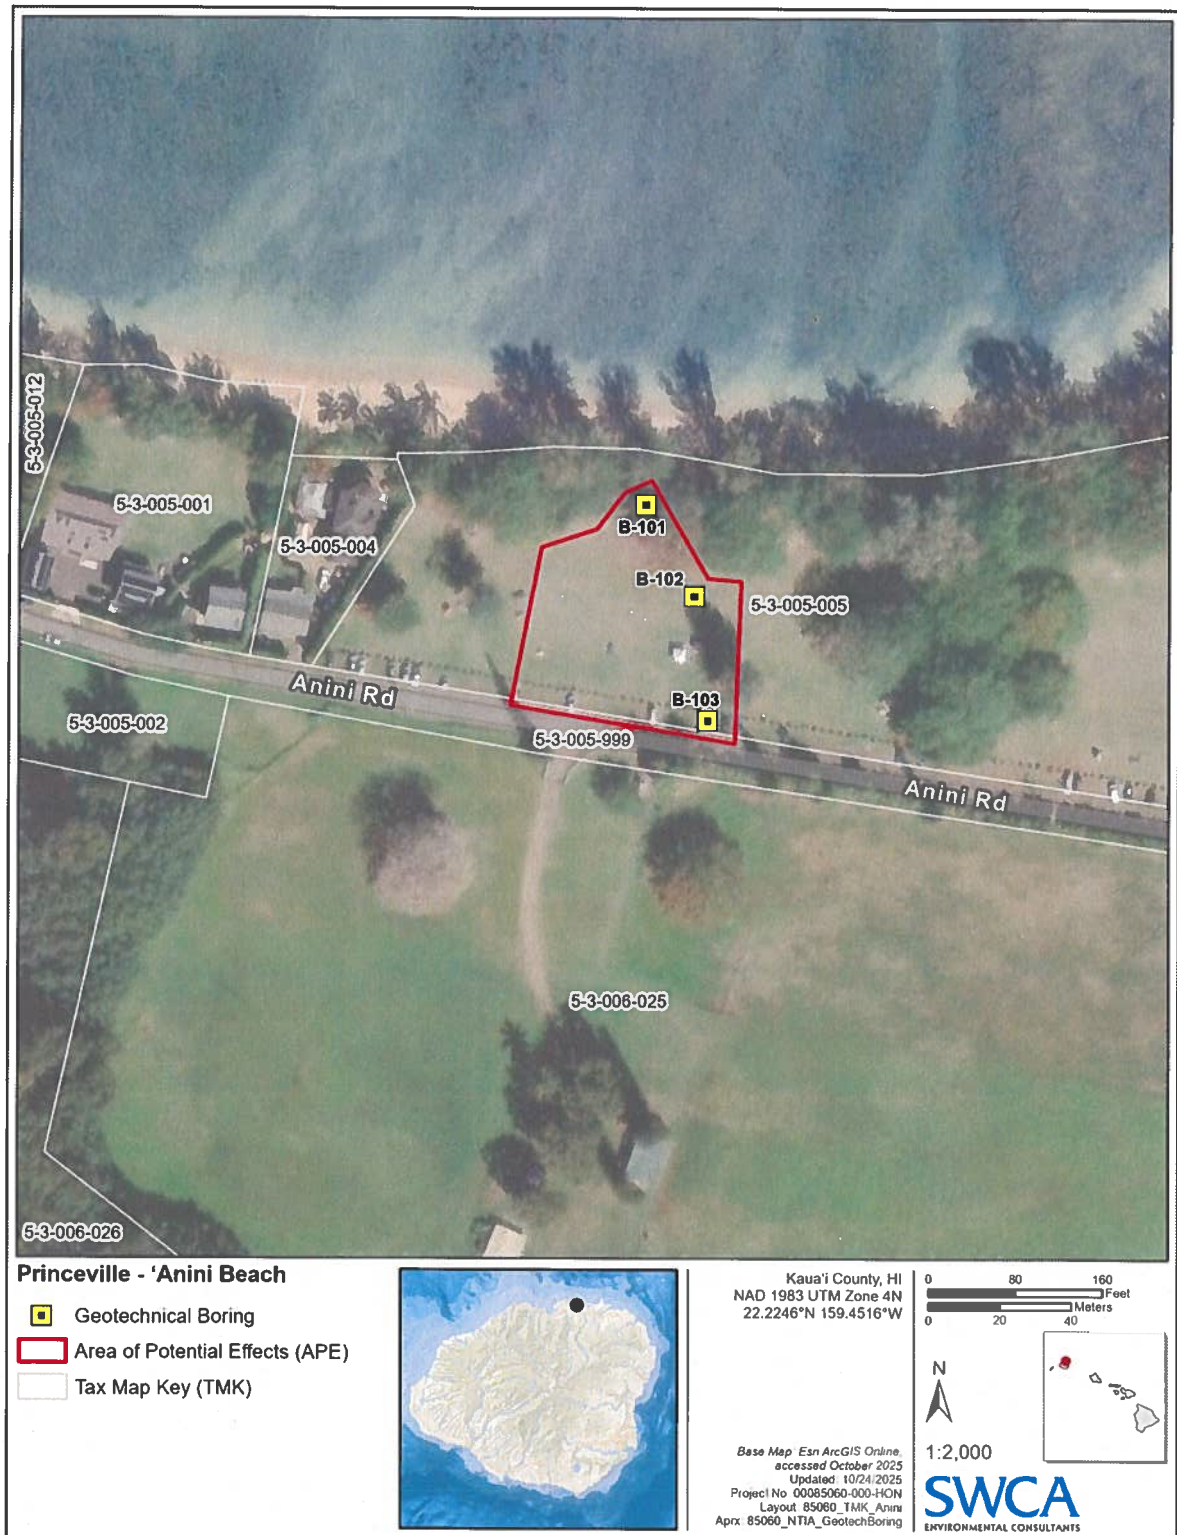 5-3-005-012
5-3-005-001
5-3-005-004
B-101
B-102
5-3-005-005
B-103
Anini Rd
5-3-005-002
5-3-005-999
Anini Rd
5-3-006-025
5-3-006-026
Princeville - ‘Anini Beach
Geotechnical Boring
Area of Potential Effects (APE)
Tax Map Key (TMK)
Kaua‘i County, HI
NAD 1983 UTM Zone 4N
22.2246°N 159.4516°W
Base Map: Esri ArcGIS Online,
accessed October 2025
Updated: 10/24/2025
Project No. 00085060-000-HON
Layout: 85060_TMK_Anini
Aprx: 85060_NTIA_GeotechBoring
0 80 160
Feet
Meters
0 20 40
N
1:2,000
SWCA
ENVIRONMENTAL CONSULTANTS